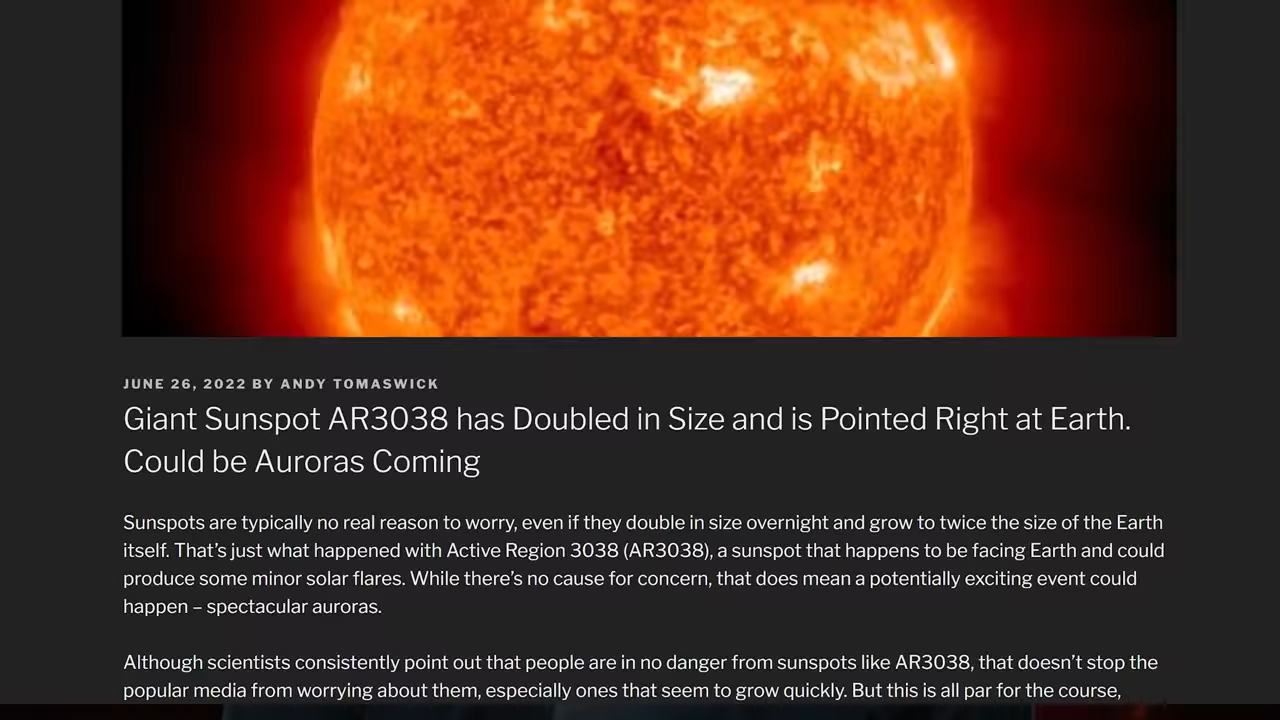 JUNE 26, 2022 BY ANDY TOMASWICK
Giant Sunspot AR3038 has Doubled in Size and is Pointed Right at Earth.
Could be Auroras Coming
Sunspots are typically no real reason to worry, even if they double in size overnight and grow to twice the size of the Earth
itself. That’s just what happened with Active Region 3038 (AR3038), a sunspot that happens to be facing Earth and could
produce some minor solar flares. While there’s no cause for concern, that does mean a potentially exciting event could
happen – spectacular auroras.
Although scientists consistently point out that people are in no danger from sunspots like AR3038, that doesn’t stop the
popular media from worrying about them, especially ones that seem to grow quickly. But this is all par for the course,